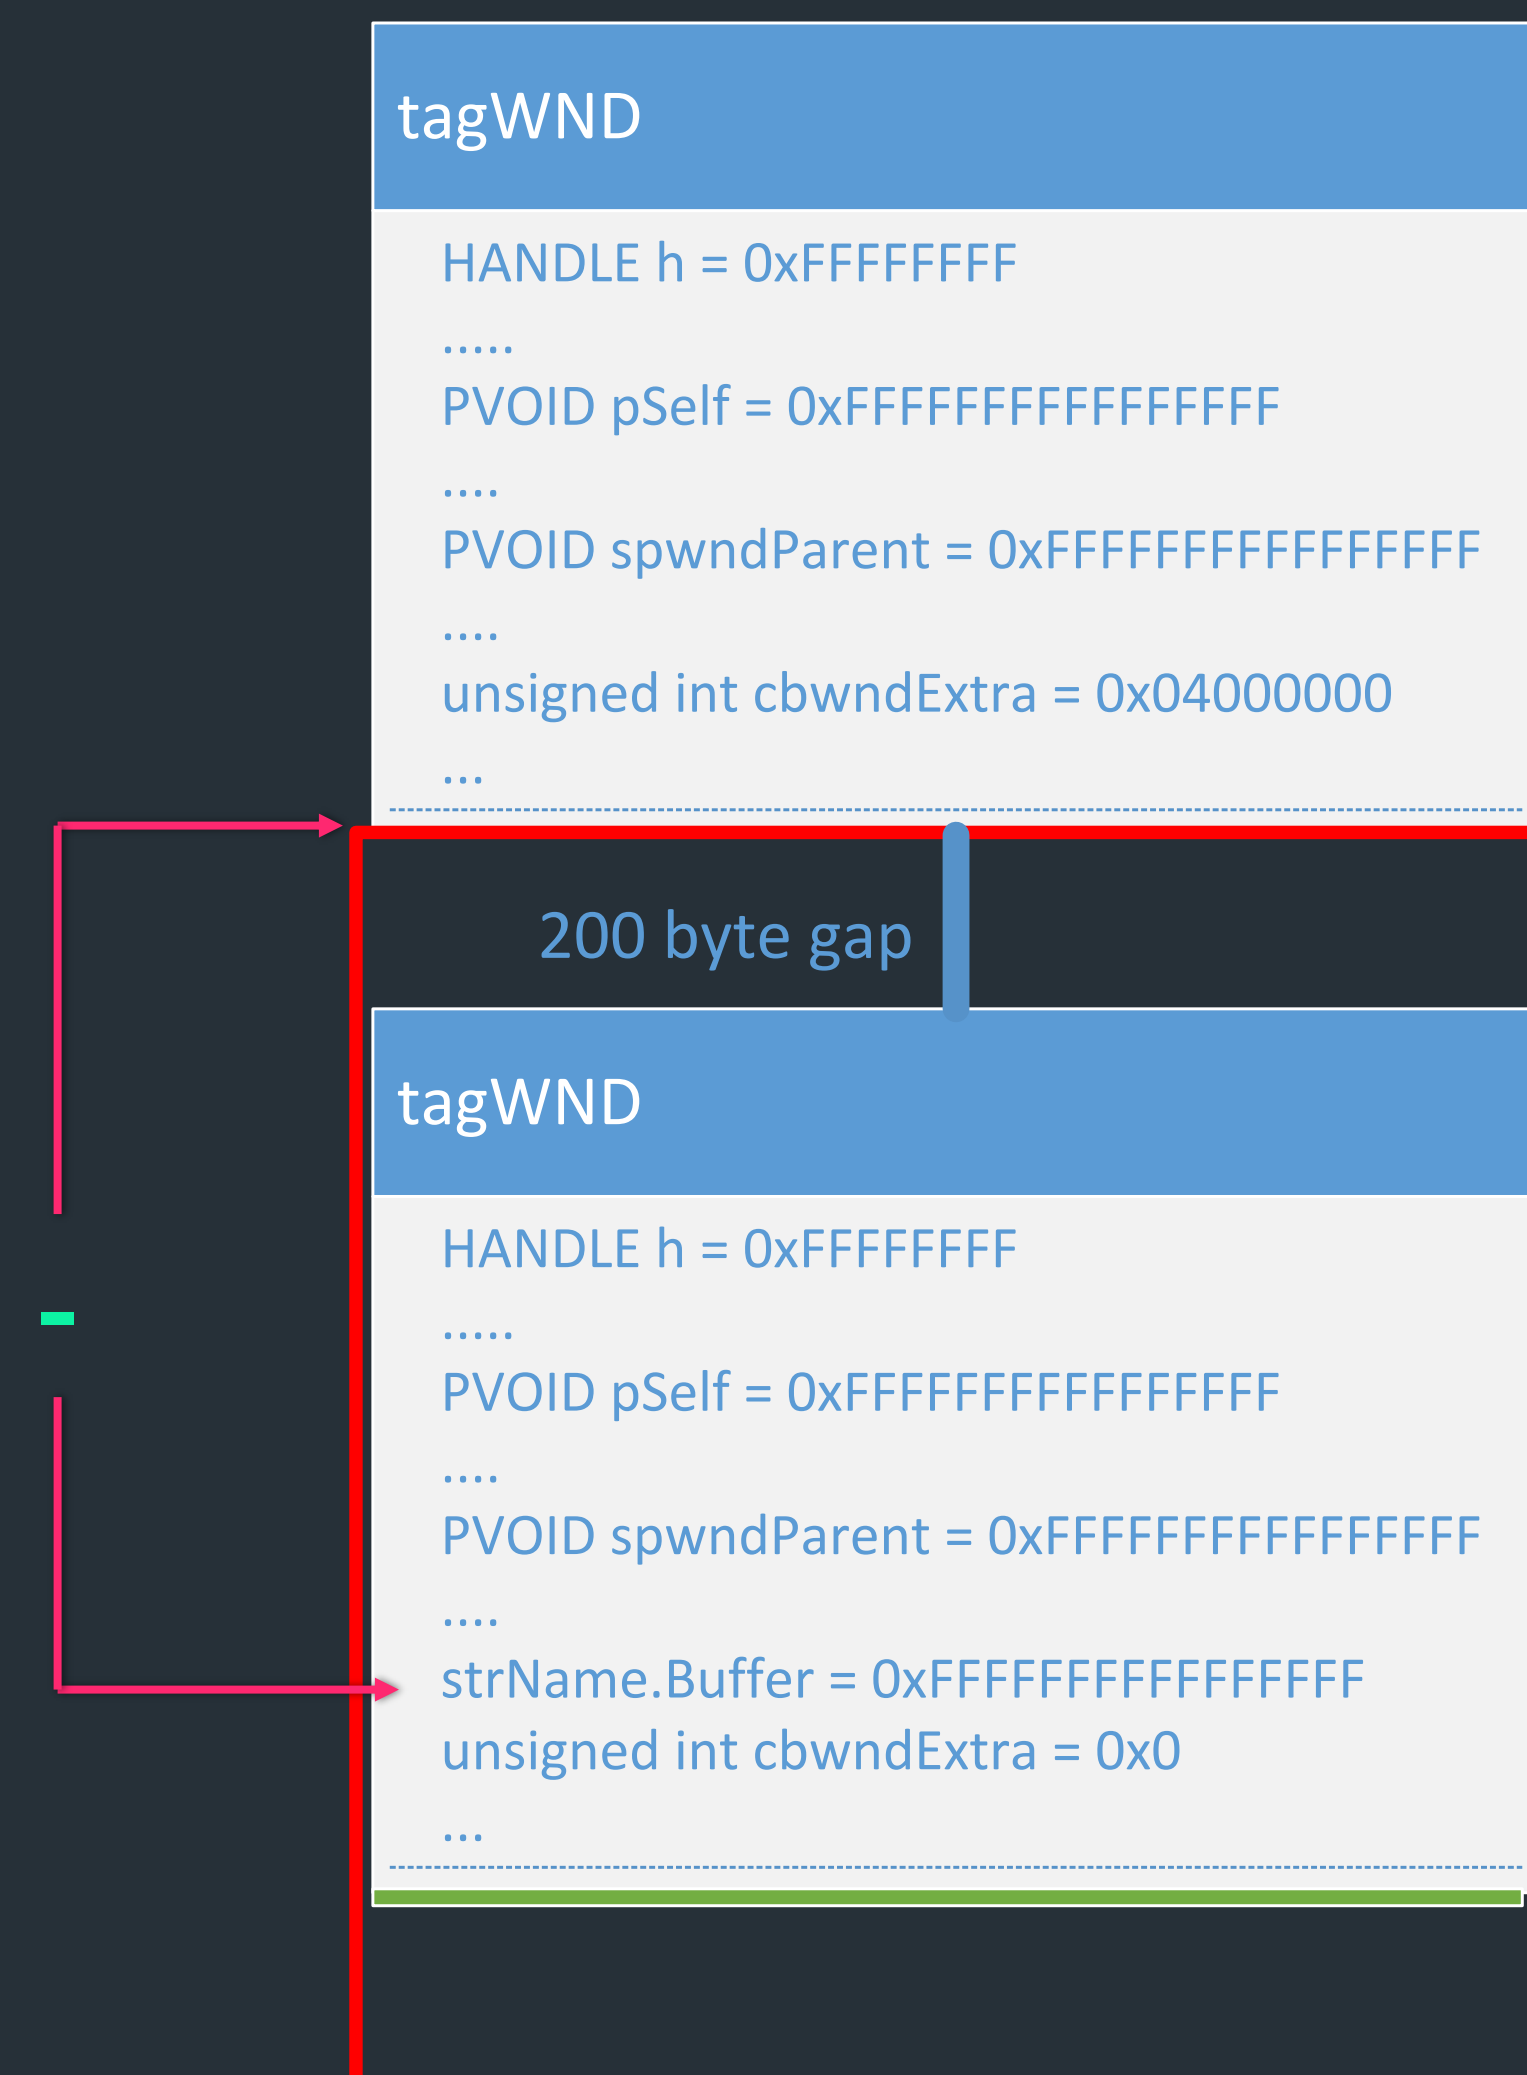 tagWND
HANDLE h = 0xFFFFFFFF
.....
PVOID pSelf = 0xFFFFFFFFFFFFFFFF
....
PVOID spwndParent = 0xFFFFFFFFFFFFFFFF
....
unsigned int cbwndExtra = 0x04000000
...
200 byte gap
tagWND
HANDLE h = 0xFFFFFFFF
.....
PVOID pSelf = 0xFFFFFFFFFFFFFFFF
....
PVOID spwndParent = 0xFFFFFFFFFFFFFFFF
....
strName.Buffer = 0xFFFFFFFFFFFFFFFF
unsigned int cbwndExtra = 0x0
...